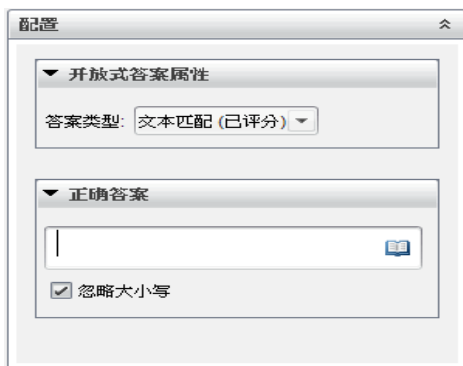 配置
开放式答案属性
答案类型: 文本匹配 (已评分)
正确答案
忽略大小写